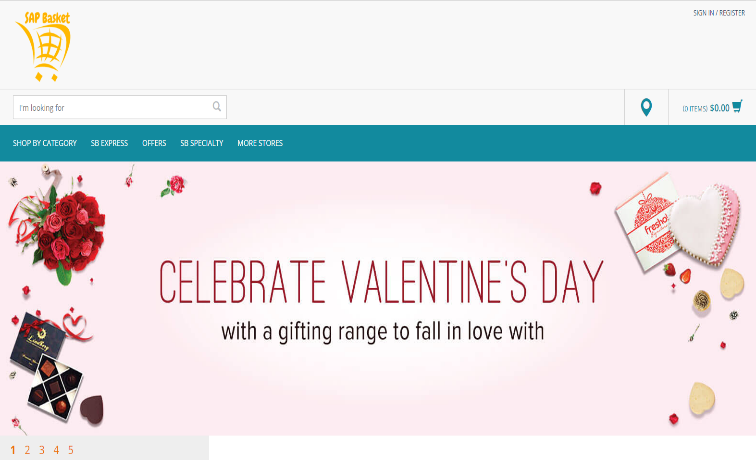 SAP Basket
SIGN IN / REGISTER
I'm looking for
(0 ITEMS) $0.00
SHOP BY CATEGORY SB EXPRESS OFFERS SB SPECIALTY MORE STORES
CELEBRATE VALENTINE'S DAY
with a gifting range to fall in love with
1 2 3 4 5